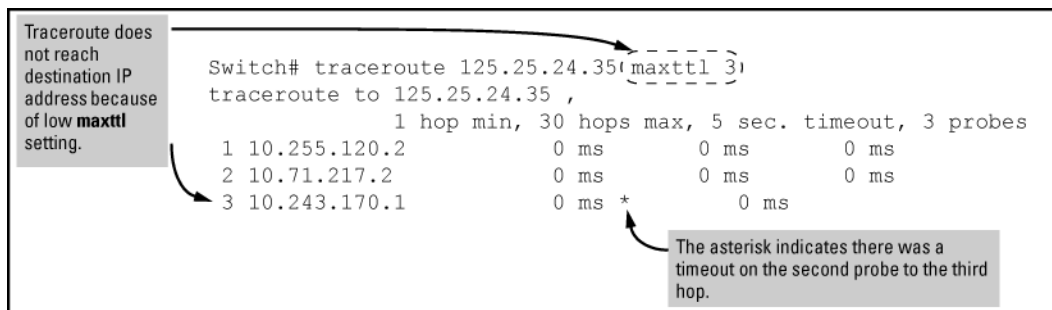 Traceroute does
not reach
destination IP
address because
of low maxttl
setting.
Switch# traceroute 125.25.24.35 maxttl 3
traceroute to 125.25.24.35 ,
1 hop min, 30 hops max, 5 sec. timeout, 3 probes
1 10.255.120.2 0 ms 0 ms 0 ms
2 10.71.217.2 0 ms 0 ms 0 ms
3 10.243.170.1 0 ms * 0 ms
The asterisk indicates there was a
timeout on the second probe to the third
hop.